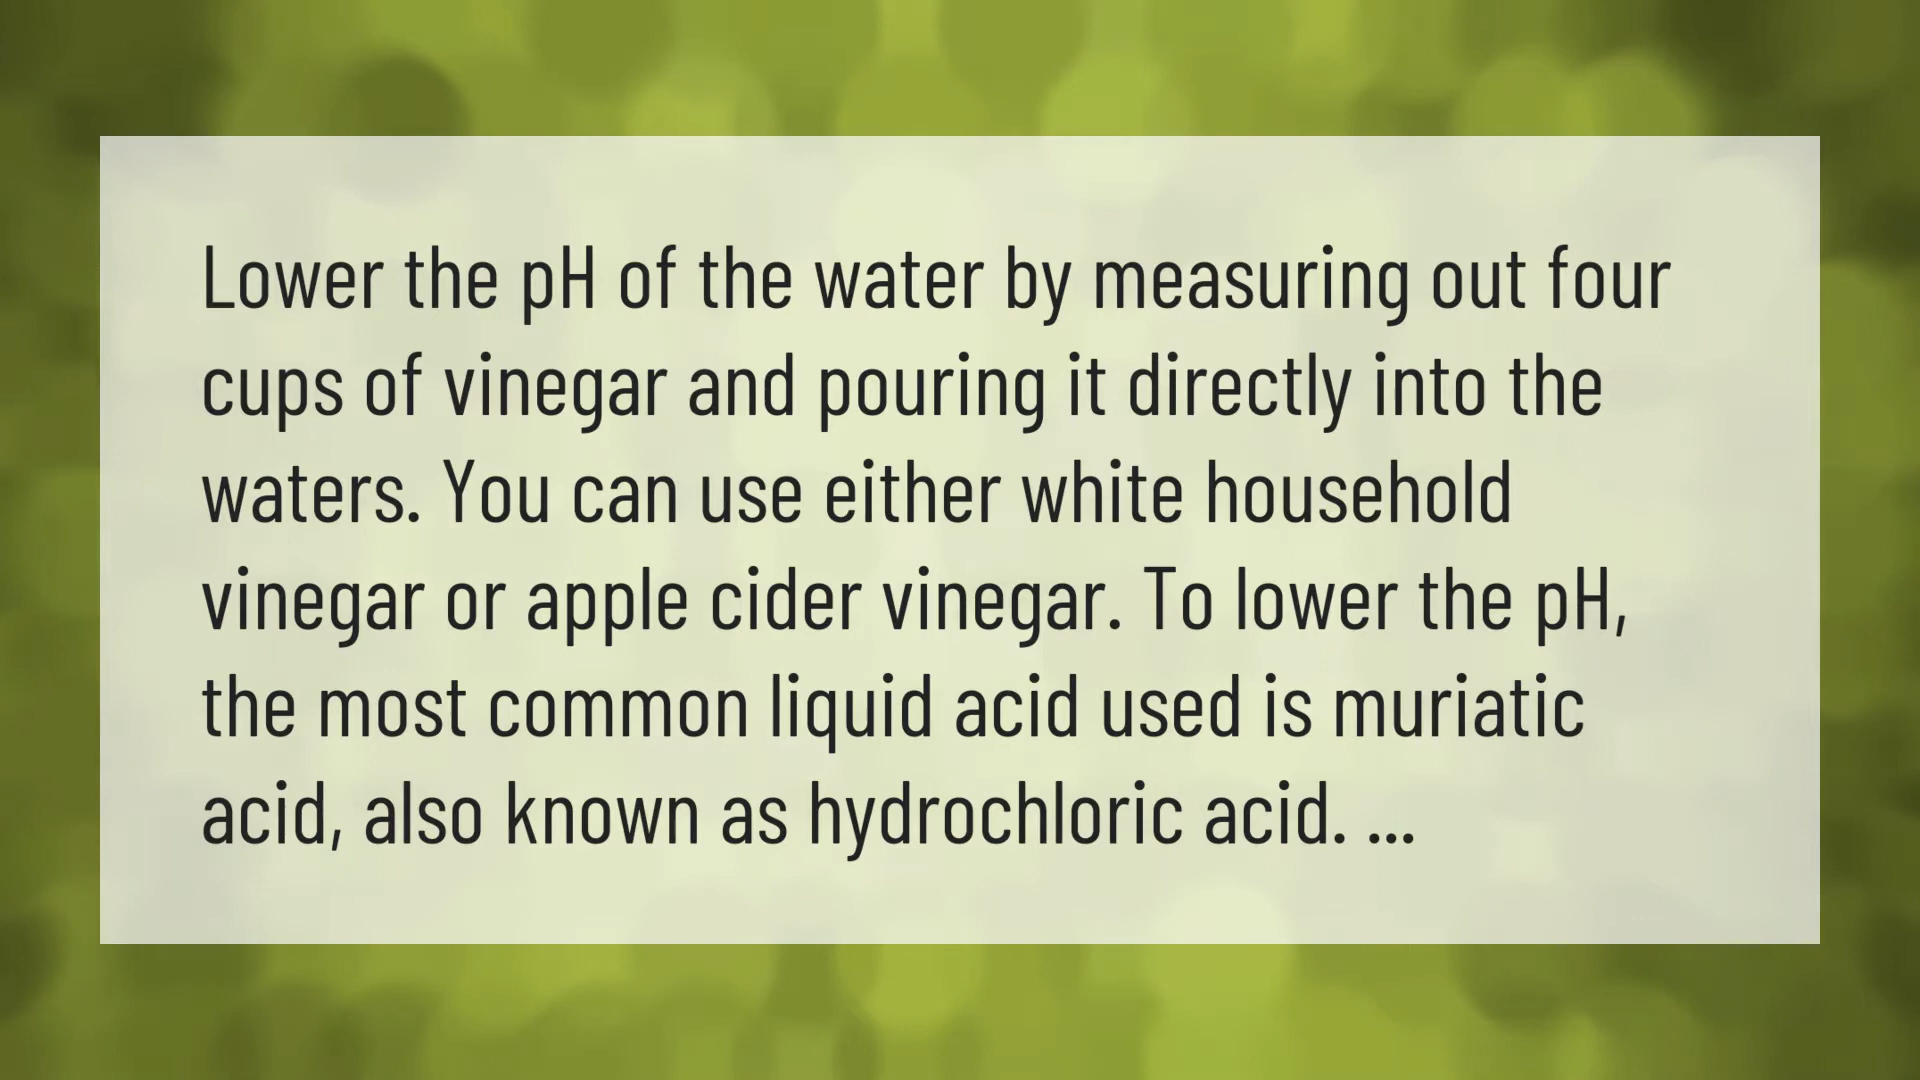 Lower the pH of the water by measuring out four
cups of vinegar and pouring it directly into the
waters. You can use either white household
vinegar or apple cider vinegar. To lower the pH,
the most common liquid acid used is muriatic
acid, also known as hydrochloric acid. ...